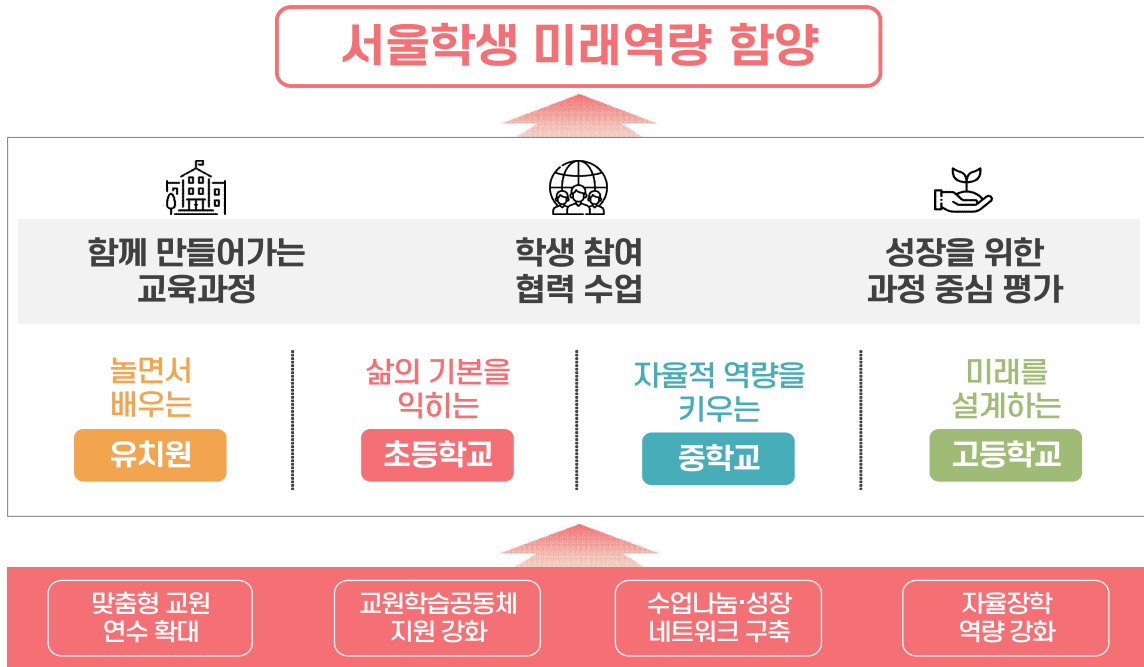 서울학생 미래역량 함양
함께 만들어가는
교육과정
학생 참여
협력 수업
성장을 위한
과정 중심 평가
놀면서
배우는
유치원
삶의 기본을
익히는
초등학교
자율적 역량을
키우는
중학교
미래를
설계하는
고등학교
맞춤형 교원
연수 확대
교원학습공동체
지원 강화
수업나눔·성장
네트워크 구축
자율장학
역량 강화